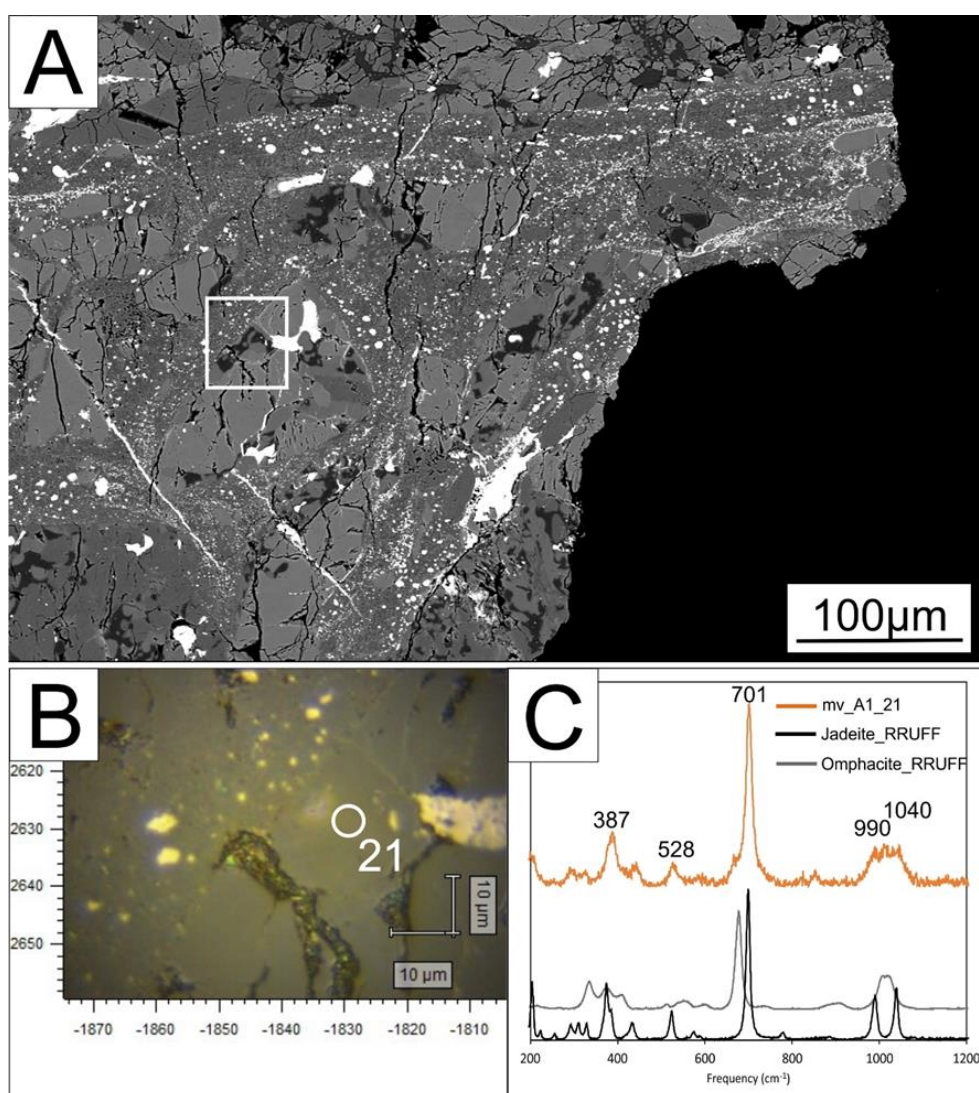 A
100µm
B
2620
2630
2640
2650
21
10 µm
10 µm
-1870
-1860
-1850
-1840
-1830
-1820
-1810
C
701
mv_A1_21
Jadeite_RRUFF
Omphacite_RRUFF
387
528
990
1040
200
400
600
800
1000
1200
Frequency (cm⁻¹)